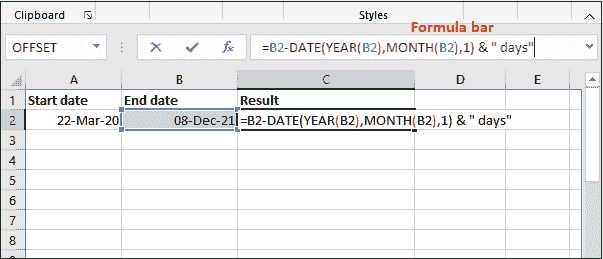 Clipboard Styles
Formula bar
OFFSET =B2-DATE(YEAR(B2),MONTH(B2),1) & " days"
A B C D E
1 Start date End date Result
2 22-Mar-20 08-Dec-21 =B2-DATE(YEAR(B2),MONTH(B2),1) & " days"
3
4
5
6
7
8
9